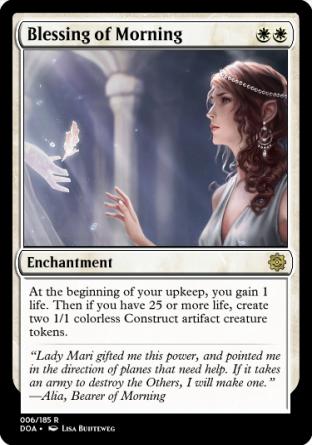 Blessing of Morning
Enchantment
At the beginning of your upkeep, you gain 1
life. Then if you have 25 or more life, create
two 1/1 colorless Construct artifact creature
tokens.
"Lady Mari gifted me this power, and pointed me
in the direction of planes that need help. If it takes
an army to destroy the Others, I will make one."
—Alia, Bearer of Morning
006/185 R
DOA • Lisa Buijteweg